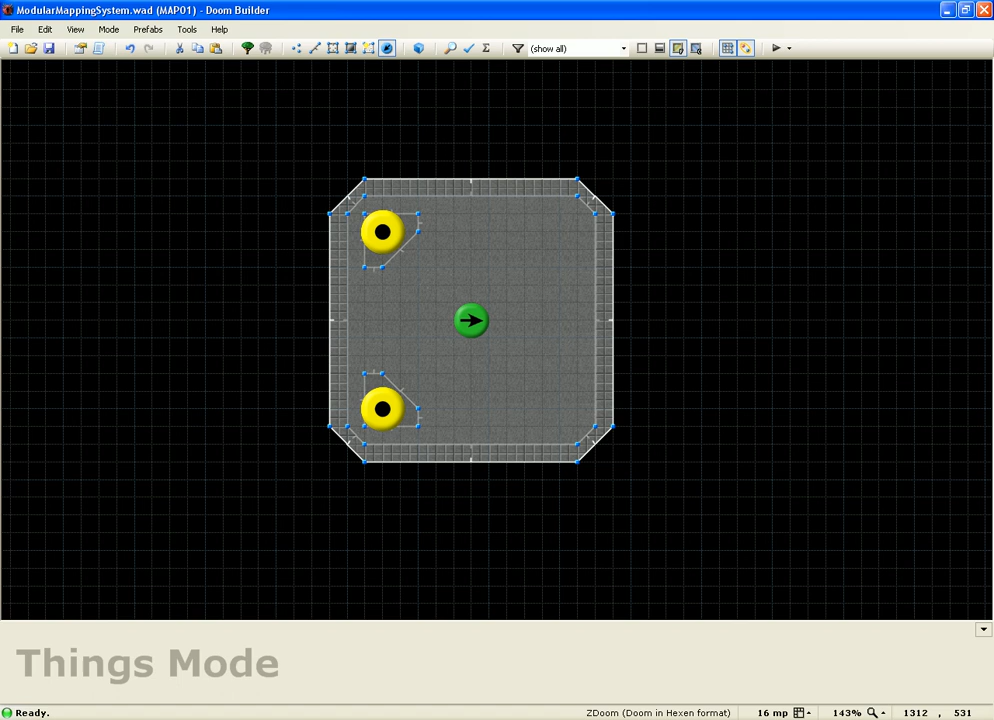 ModularMappingSystem.wad (MAP01) - Doom Builder
File Edit View Mode Prefabs Tools Help
(show all)
Things Mode
Ready. ZDoom (Doom in Hexen format) 16 mp 143% 1312 , 531